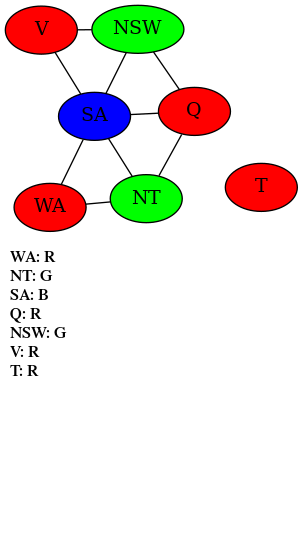 V
NSW
SA
Q
T
WA
NT
WA: R
NT: G
SA: B
Q: R
NSW: G
V: R
T: R